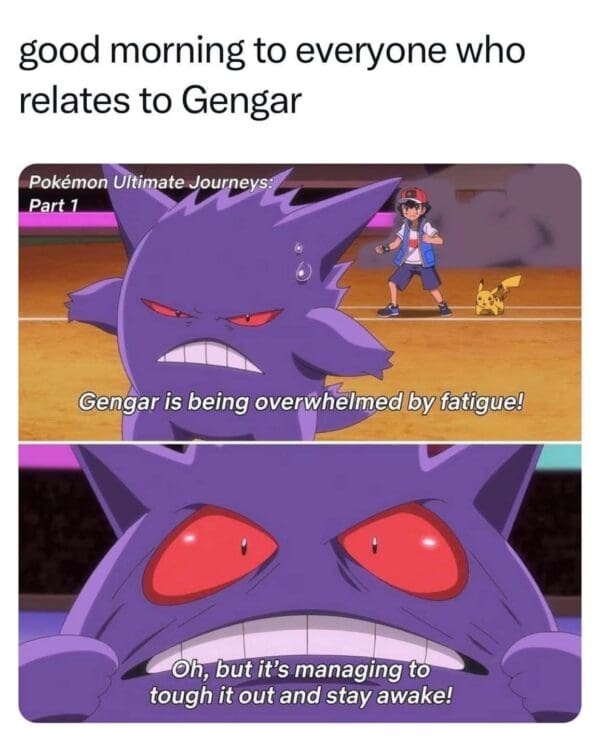 good morning to everyone who
relates to Gengar
Pokémon Ultimate Journeys:
Part 1
Gengar is being overwhelmed by fatigue!
Oh, but it's managing to
tough it out and stay awake!